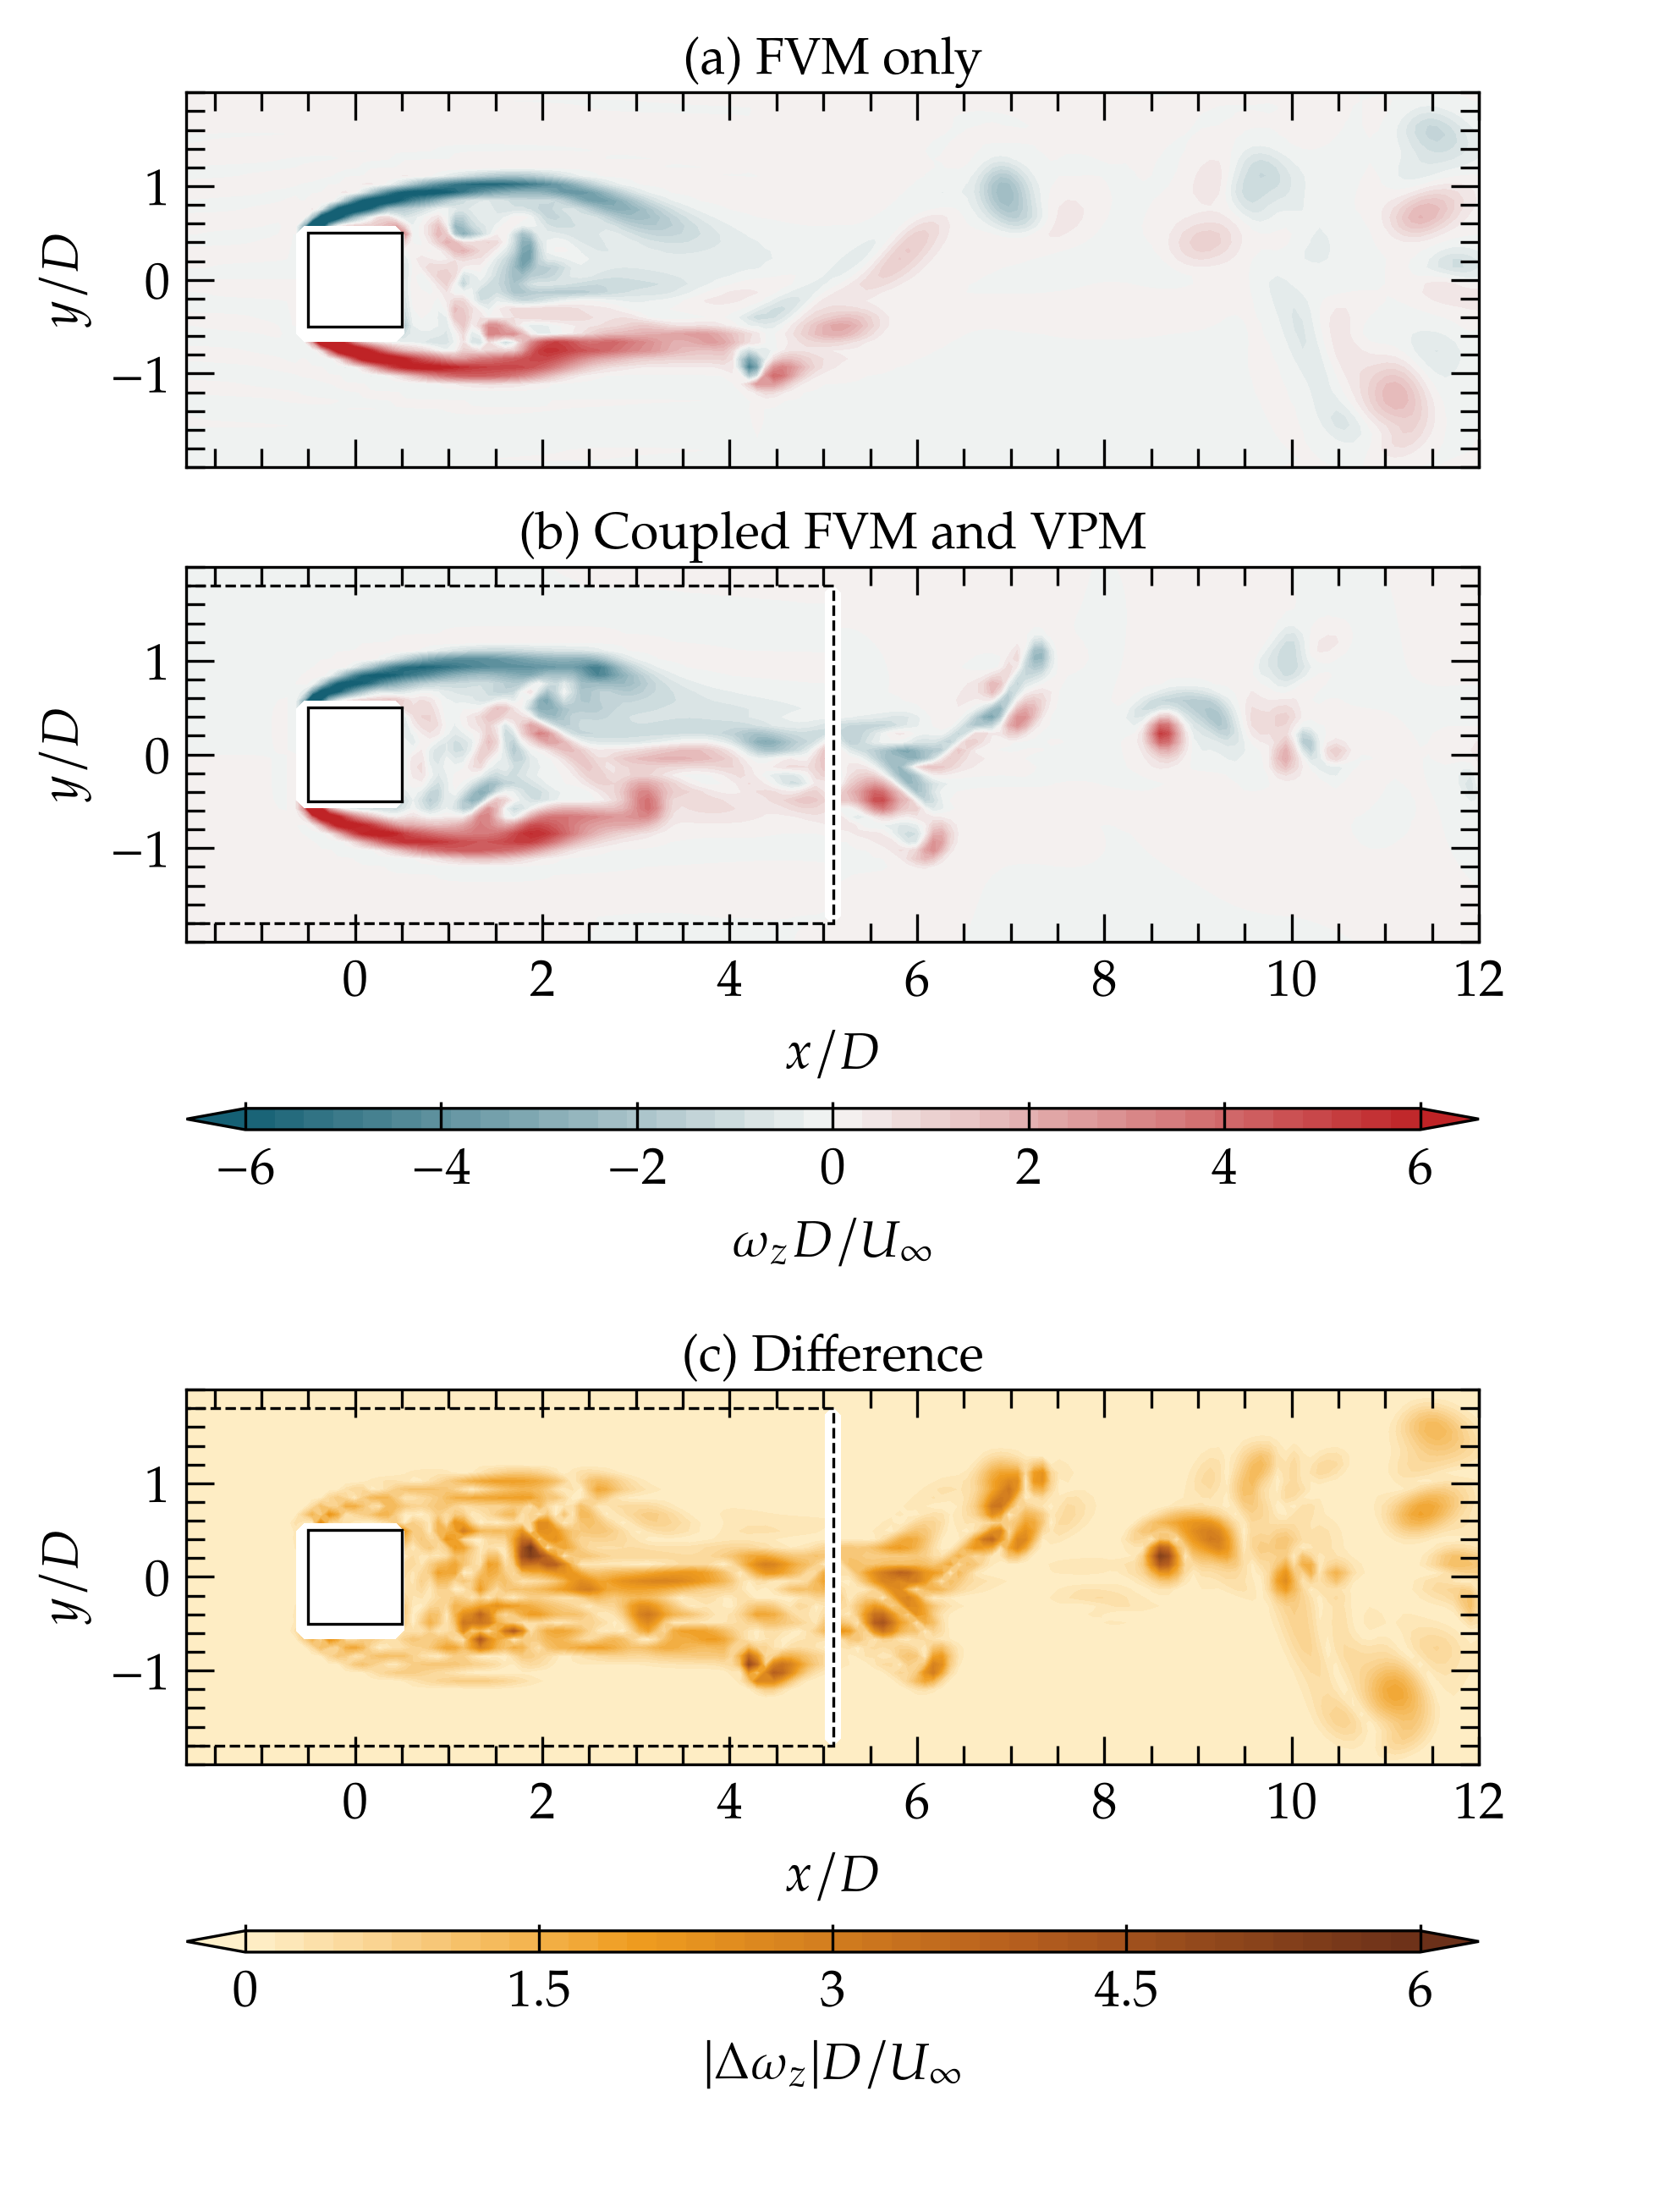 (a) FVM only
1
0
−1
y/D
(b) Coupled FVM and VPM
1
0
−1
y/D
0 2 4 6 8 10 12
x/D
−6 −4 −2 0 2 4 6
ω_z D/U_∞
(c) Difference
1
0
−1
y/D
0 2 4 6 8 10 12
x/D
0 1.5 3 4.5 6
|Δω_z|D/U_∞